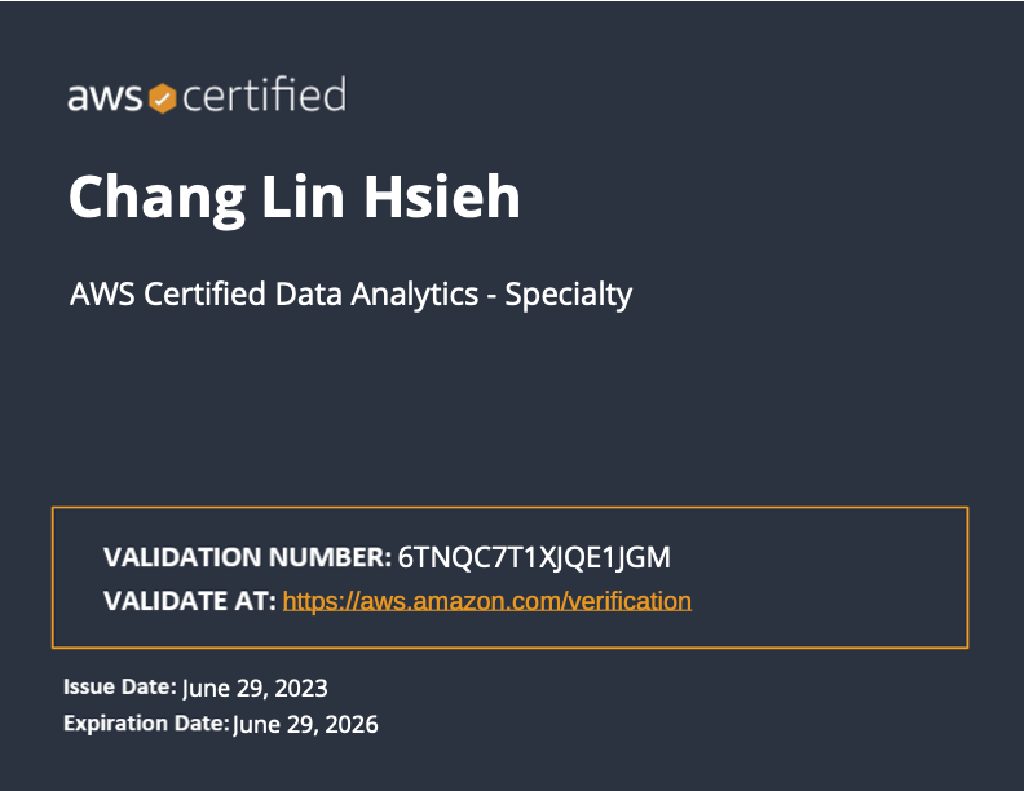 aws certified
Chang Lin Hsieh
AWS Certified Data Analytics - Specialty
VALIDATION NUMBER: 6TNQC7T1XJQE1JGM
VALIDATE AT: https://aws.amazon.com/verification
Issue Date: June 29, 2023
Expiration Date: June 29, 2026